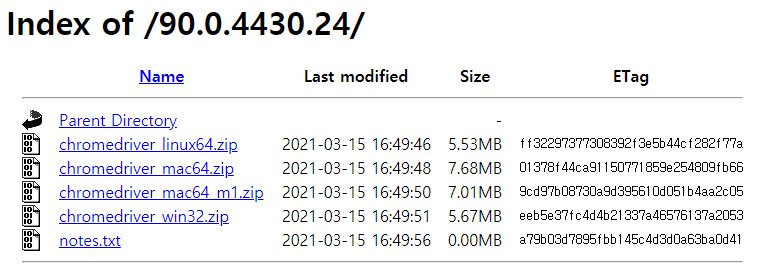 Index of /90.0.4430.24/
Name Last modified Size ETag
Parent Directory -
chromedriver_linux64.zip 2021-03-15 16:49:46 5.53MB ff32297377308392f3e5b44cf282f77a
chromedriver_mac64.zip 2021-03-15 16:49:48 7.68MB 01378f44ca91150771859e254809fb66
chromedriver_mac64_m1.zip 2021-03-15 16:49:50 7.01MB 9cd97b08730a9d395610d051b4aa2c05
chromedriver_win32.zip 2021-03-15 16:49:51 5.67MB eeb5e37fc4d4b21337a46576137a2053
notes.txt 2021-03-15 16:49:56 0.00MB a79b03d7895fbb145c4d3d0a63ba0d41